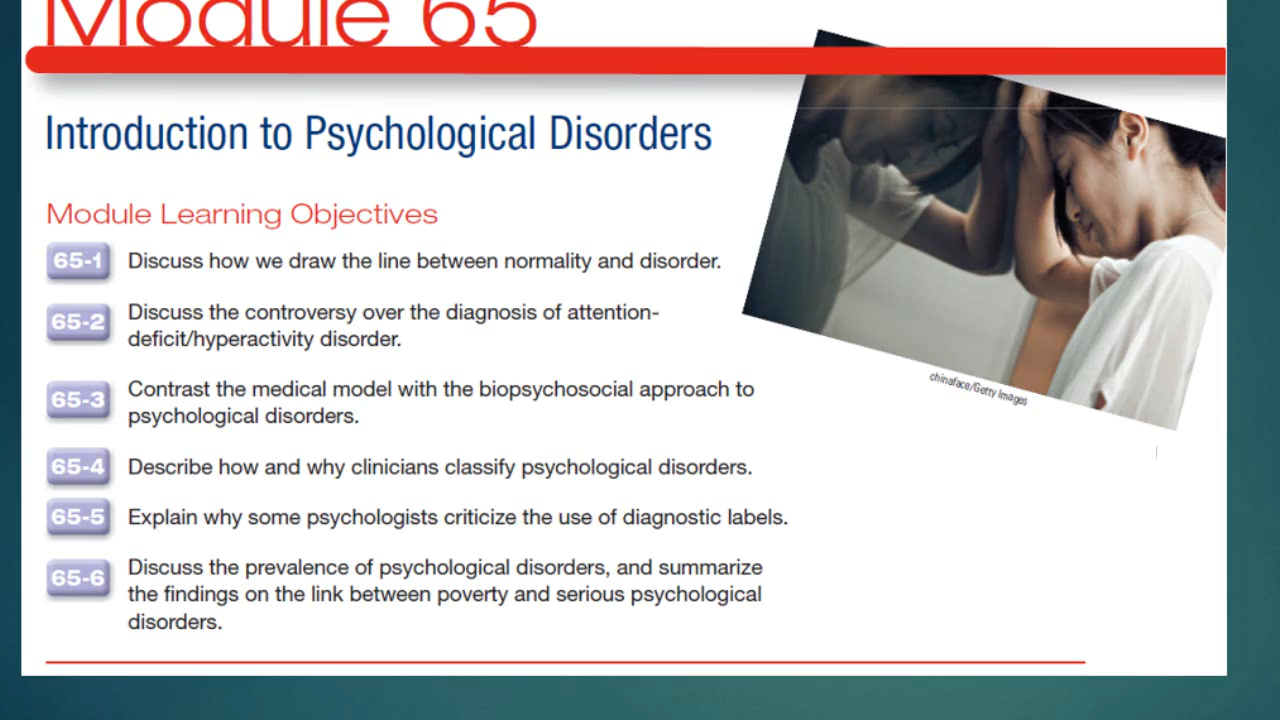 Module 65
Introduction to Psychological Disorders
Module Learning Objectives
65-1 Discuss how we draw the line between normality and disorder.
65-2 Discuss the controversy over the diagnosis of attention-
deficit/hyperactivity disorder.
65-3 Contrast the medical model with the biopsychosocial approach to
psychological disorders.
65-4 Describe how and why clinicians classify psychological disorders.
65-5 Explain why some psychologists criticize the use of diagnostic labels.
65-6 Discuss the prevalence of psychological disorders, and summarize
the findings on the link between poverty and serious psychological
disorders.
chinaface/Getty Images